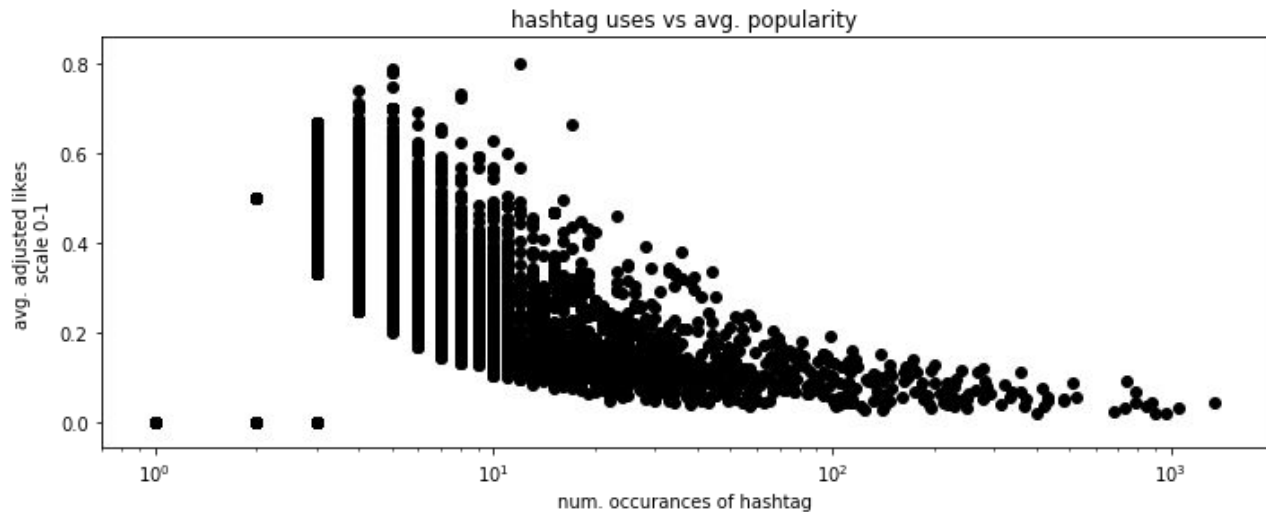 hashtag uses vs avg. popularity
avg. adjusted likes
scale 0-1
0.8
0.6
0.4
0.2
0.0
10⁰ 10¹ 10² 10³
num. occurances of hashtag